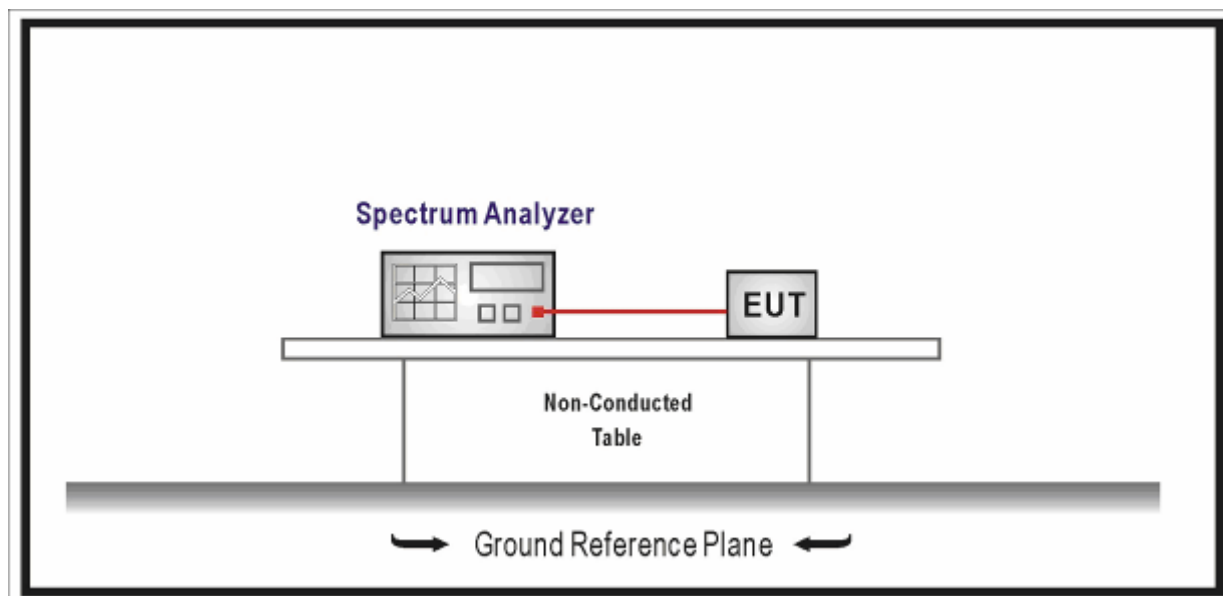 Spectrum Analyzer
EUT
Non-Conducted
Table
Ground Reference Plane